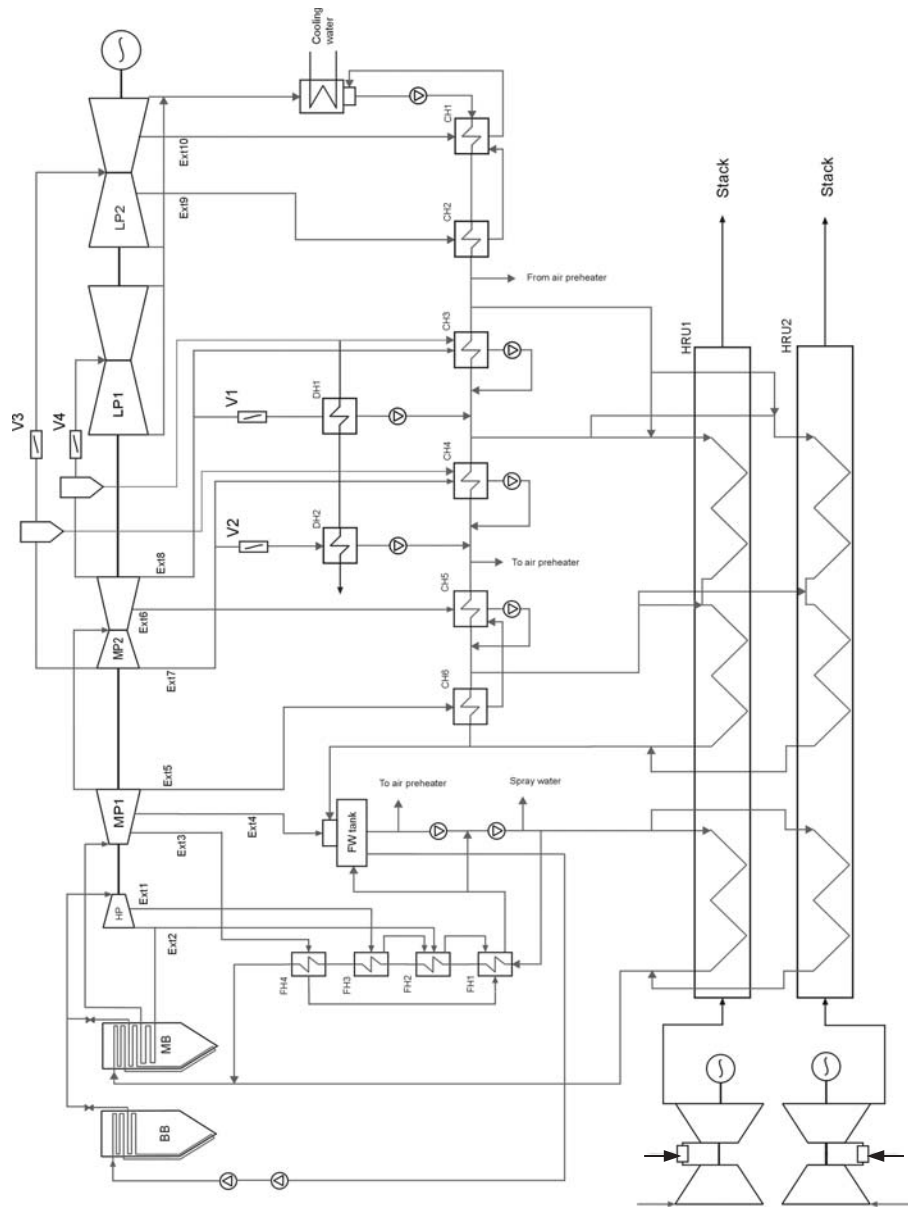 Cooling
water
CH1
Ext10
LP2
Ext9
CH2
Stack
Stack
From air preheater
HRU1
HRU2
CH3
LP1
V3
V4
V1
DH1
CH4
V2
DH2
Ext8
To air preheater
CH5
MP2
Ext6
Ext7
CH6
Ext5
To air preheater
Spray water
MP1
Ext4
FW tank
Ext3
HP
Ext1
Ext2
FH4
FH3
FH2
FH1
MB
BB